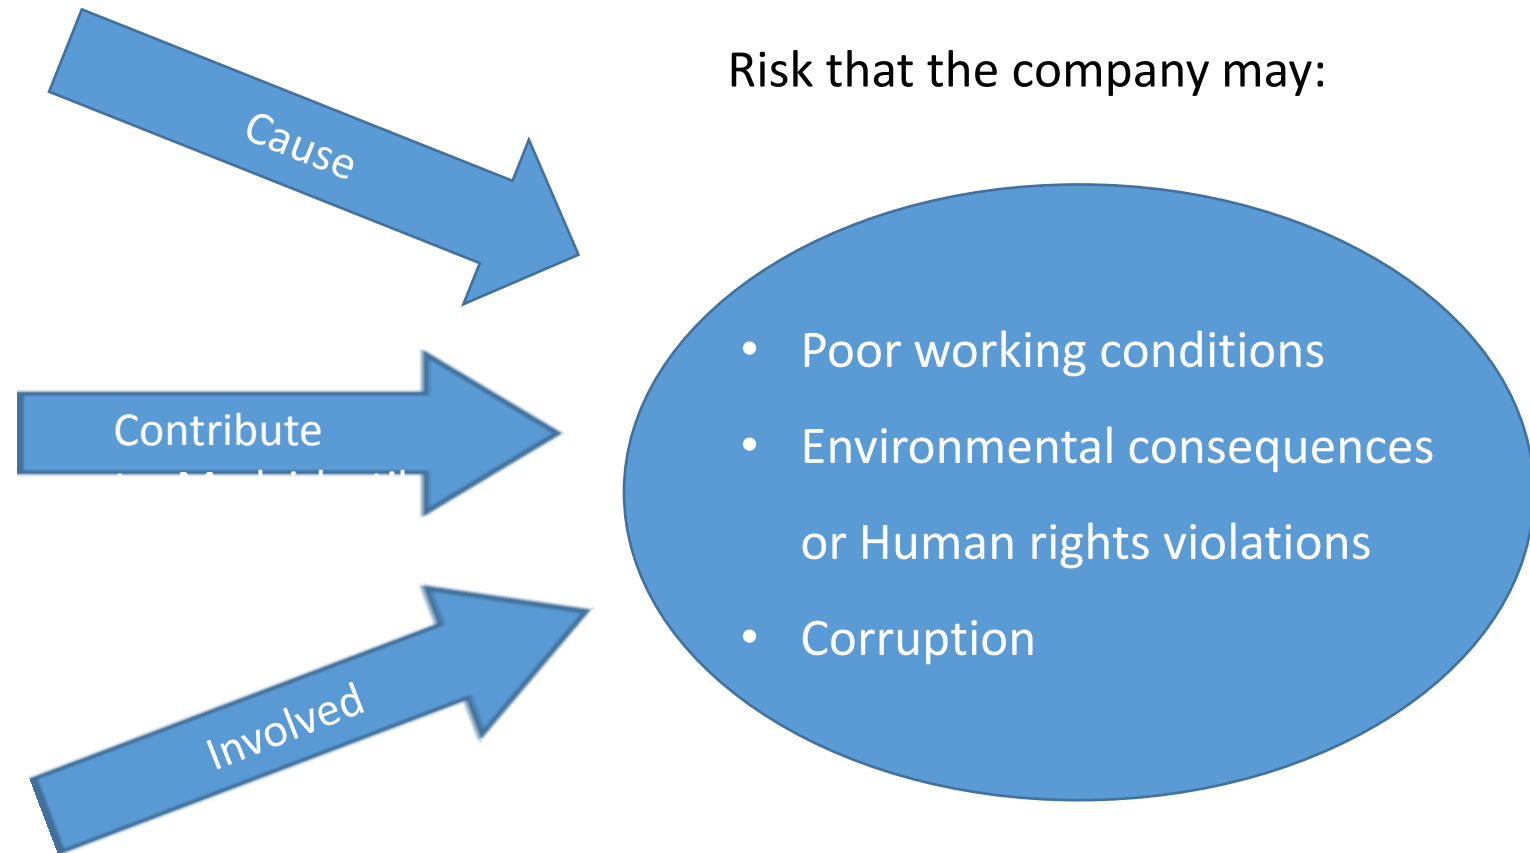 Risk that the company may:
Cause
Contribute
Involved
• Poor working conditions
• Environmental consequences
or Human rights violations
• Corruption